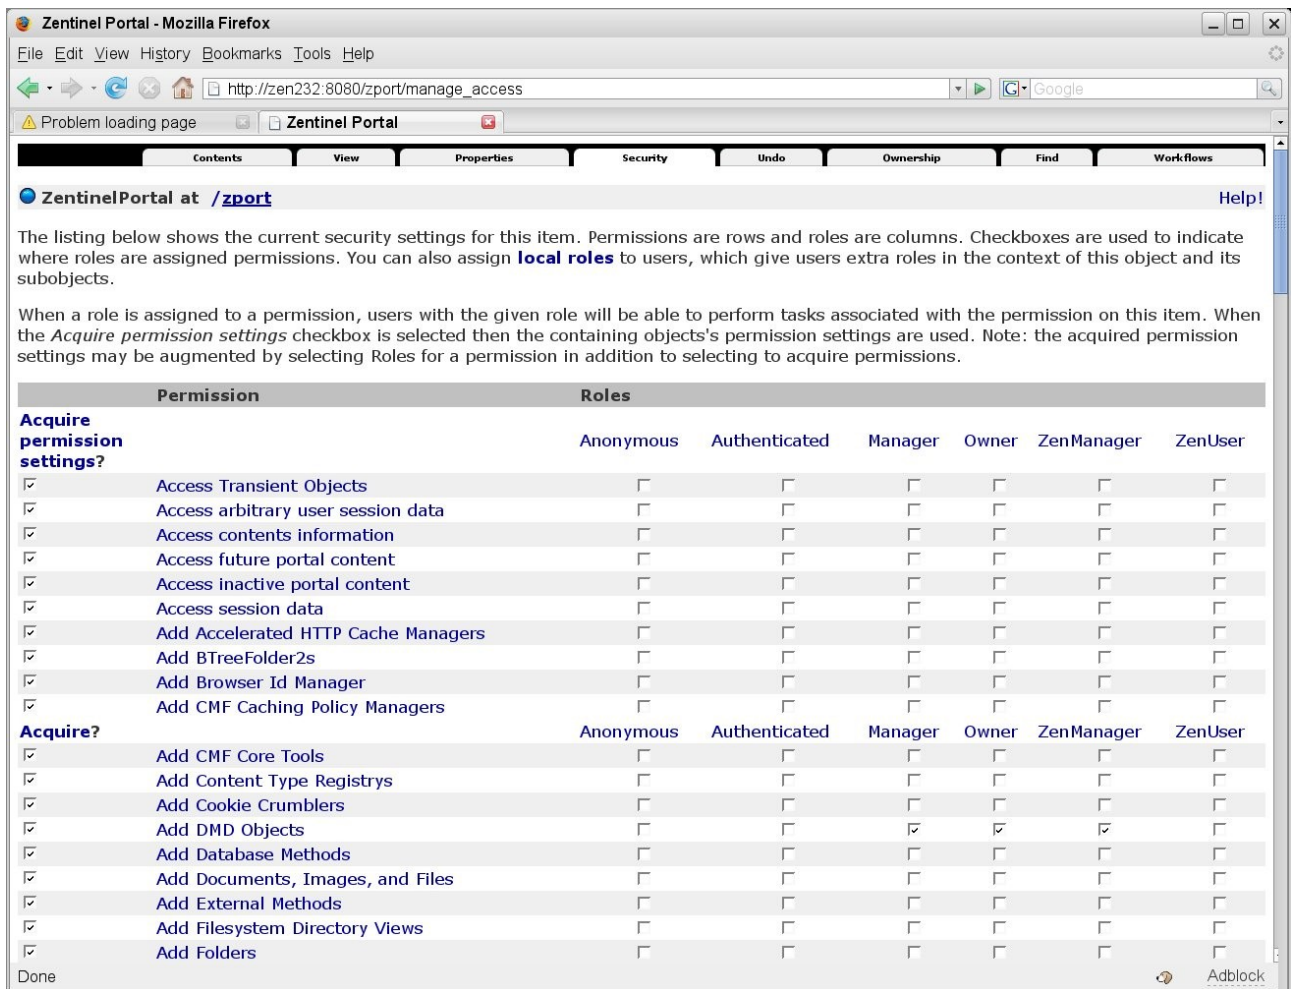 Zentinel Portal - Mozilla Firefox
File Edit View History Bookmarks Tools Help
http://zen232:8080/zport/manage_access
Google
Problem loading page
Zentinel Portal
Contents View Properties Security Undo Ownership Find Workflows
ZentinelPortal at /zport
Help!
The listing below shows the current security settings for this item. Permissions are rows and roles are columns. Checkboxes are used to indicate
where roles are assigned permissions. You can also assign local roles to users, which give users extra roles in the context of this object and its
subobjects.
When a role is assigned to a permission, users with the given role will be able to perform tasks associated with the permission on this item. When
the Acquire permission settings checkbox is selected then the containing objects's permission settings are used. Note: the acquired permission
settings may be augmented by selecting Roles for a permission in addition to selecting to acquire permissions.
Permission Roles
Acquire
permission
settings?
Anonymous Authenticated Manager Owner ZenManager ZenUser
Access Transient Objects
Access arbitrary user session data
Access contents information
Access future portal content
Access inactive portal content
Access session data
Add Accelerated HTTP Cache Managers
Add BTreeFolder2s
Add Browser Id Manager
Add CMF Caching Policy Managers
Acquire? Anonymous Authenticated Manager Owner ZenManager ZenUser
Add CMF Core Tools
Add Content Type Registrys
Add Cookie Crumblers
Add DMD Objects
Add Database Methods
Add Documents, Images, and Files
Add External Methods
Add Filesystem Directory Views
Add Folders
Done
Adblock